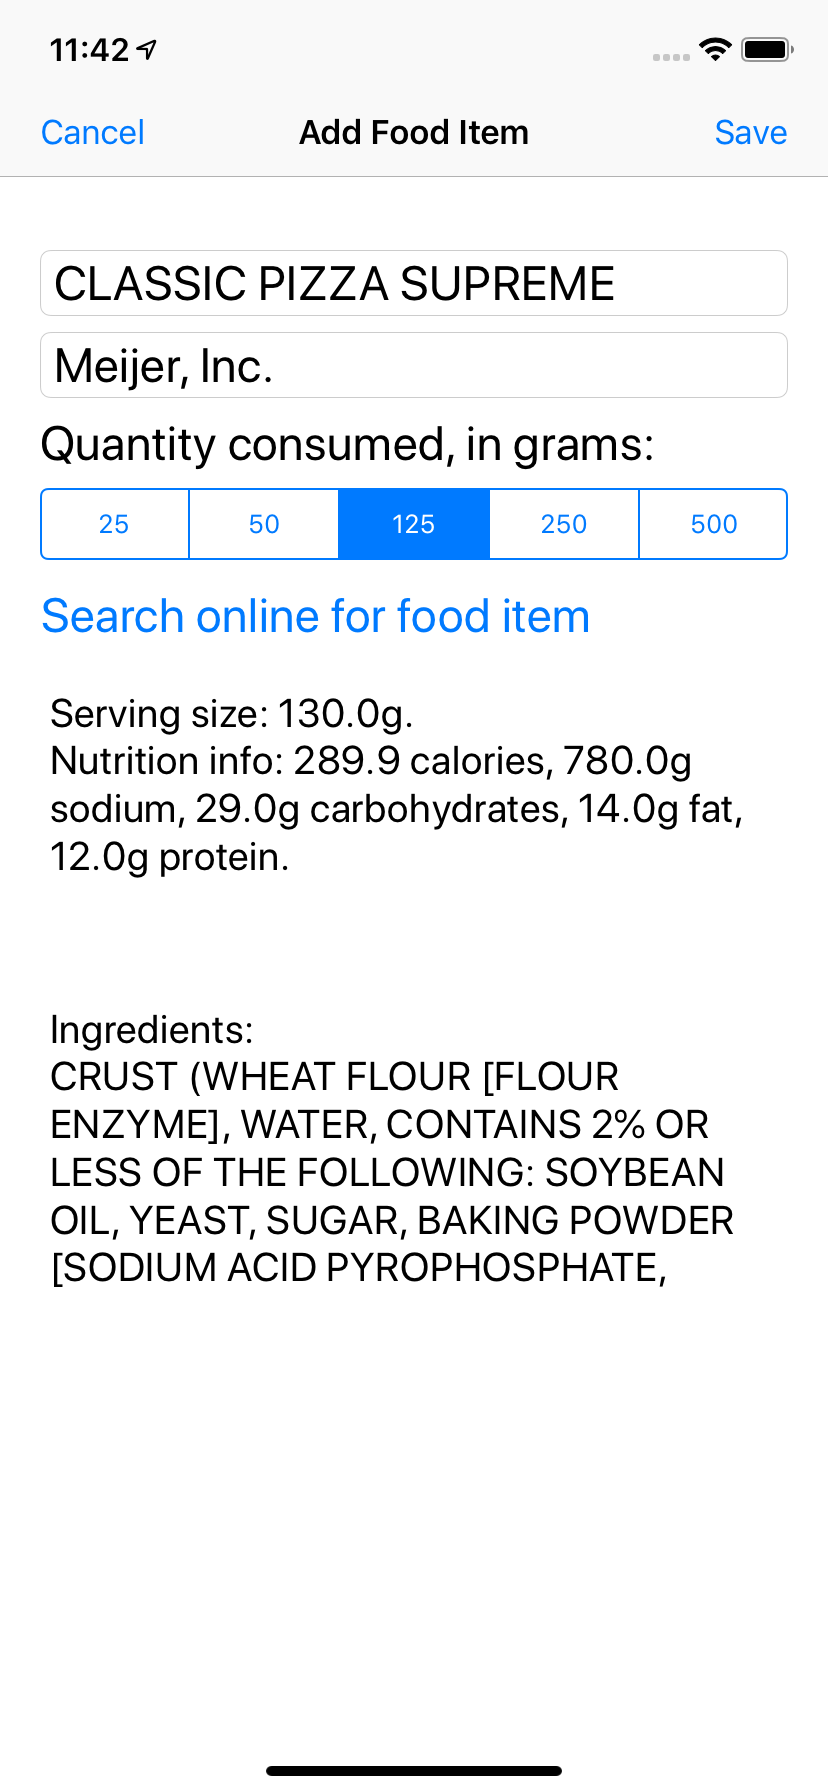 11:42
Cancel Add Food Item Save
CLASSIC PIZZA SUPREME
Meijer, Inc.
Quantity consumed, in grams:
25 50 125 250 500
Search online for food item
Serving size: 130.0g.
Nutrition info: 289.9 calories, 780.0g
sodium, 29.0g carbohydrates, 14.0g fat,
12.0g protein.
Ingredients:
CRUST (WHEAT FLOUR [FLOUR
ENZYME], WATER, CONTAINS 2% OR
LESS OF THE FOLLOWING: SOYBEAN
OIL, YEAST, SUGAR, BAKING POWDER
[SODIUM ACID PYROPHOSPHATE,